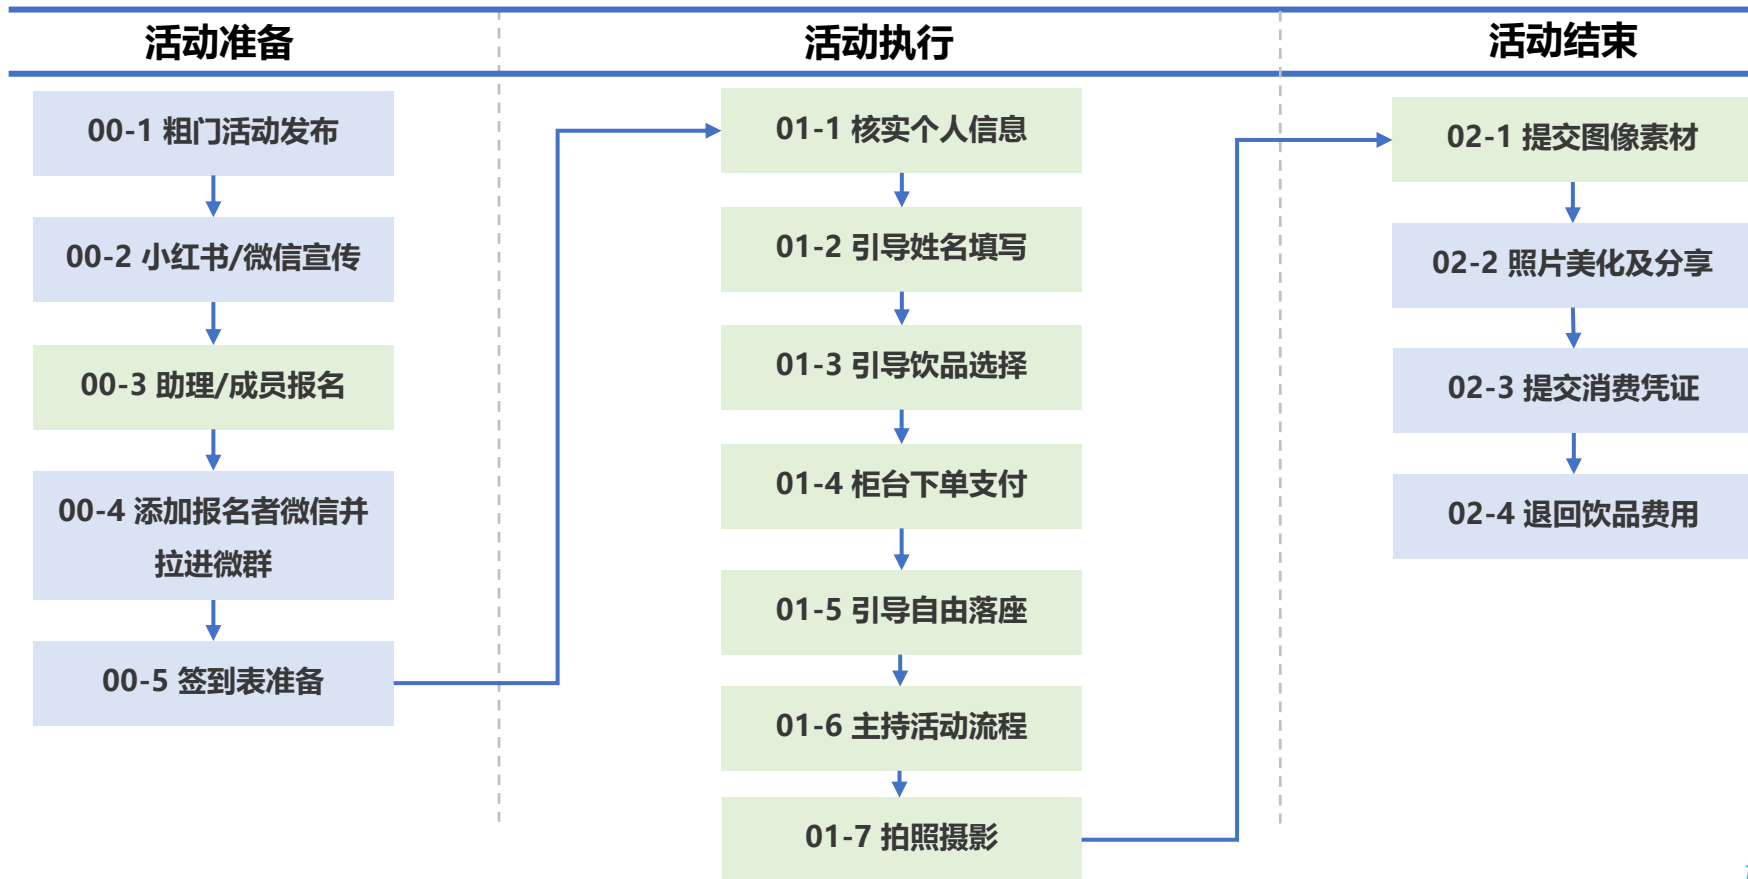 活动准备
00-1 粗门活动发布
00-2 小红书/微信宣传
00-3 助理/成员报名
00-4 添加报名者微信并
拉进微群
00-5 签到表准备
活动执行
01-1 核实个人信息
01-2 引导姓名填写
01-3 引导饮品选择
01-4 柜台下单支付
01-5 引导自由落座
01-6 主持活动流程
01-7 拍照摄影
活动结束
02-1 提交图像素材
02-2 照片美化及分享
02-3 提交消费凭证
02-4 退回饮品费用